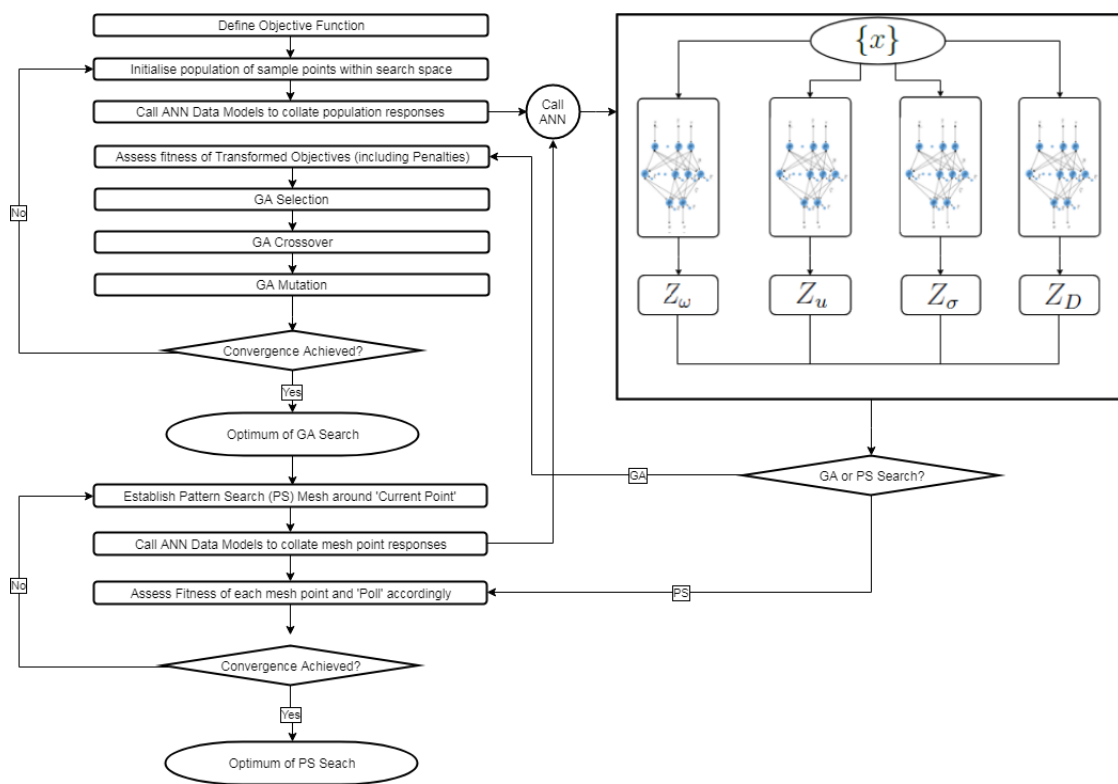 Define Objective Function
Initialise population of sample points within search space
Call ANN Data Models to collate population responses
Call
ANN
Assess fitness of Transformed Objectives (including Penalties)
GA Selection
No
GA Crossover
GA Mutation
Convergence Achieved?
Yes
Optimum of GA Search
{x}
Z_ω
Z_u
Z_σ
Z_D
GA or PS Search?
GA
Establish Pattern Search (PS) Mesh around 'Current Point'
Call ANN Data Models to collate mesh point responses
No
Assess Fitness of each mesh point and 'Poll' accordingly
PS
Convergence Achieved?
Yes
Optimum of PS Seach